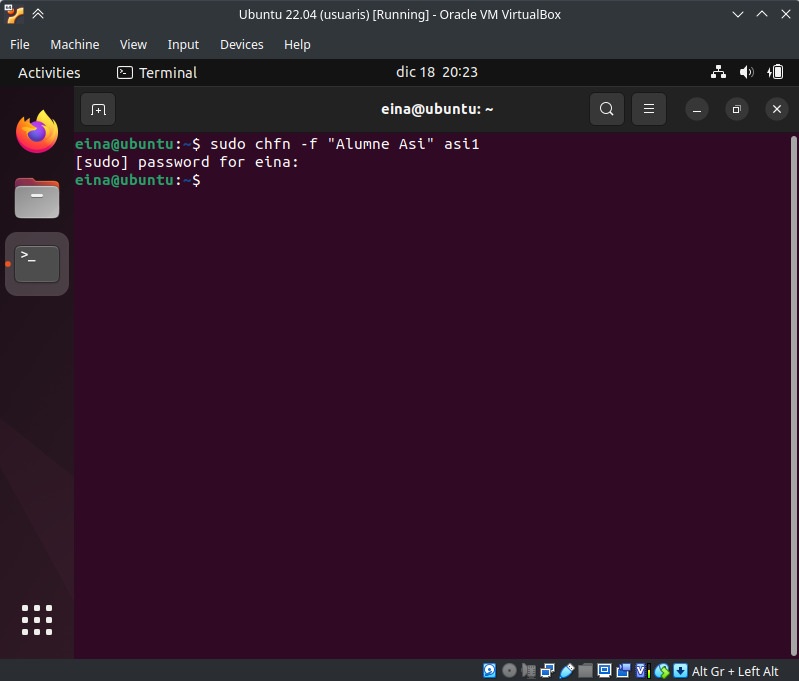 Ubuntu 22.04 (usuaris) [Running] - Oracle VM VirtualBox
File Machine View Input Devices Help
Activities Terminal dic 18 20:23
eina@ubuntu: ~
eina@ubuntu:~$ sudo chfn -f "Alumne Asi" asi1
[sudo] password for eina:
eina@ubuntu:~$
>_
Alt Gr + Left Alt